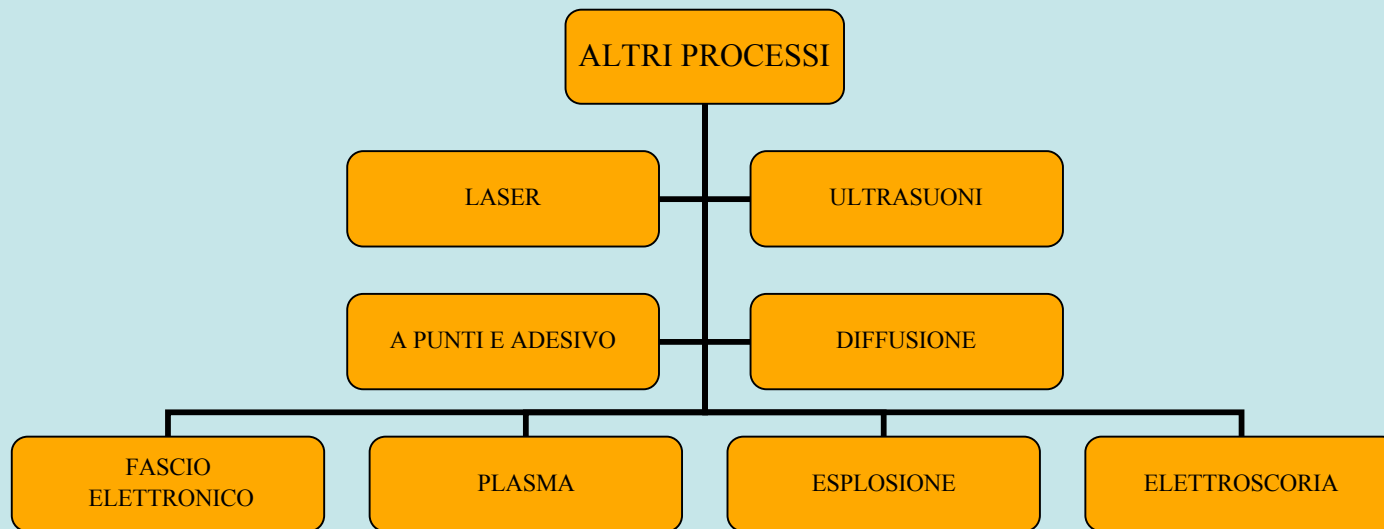 ALTRI PROCESSI
LASER
ULTRASUONI
A PUNTI E ADESIVO
DIFFUSIONE
FASCIO
ELETTRONICO
PLASMA
ESPLOSIONE
ELETTROSCORIA